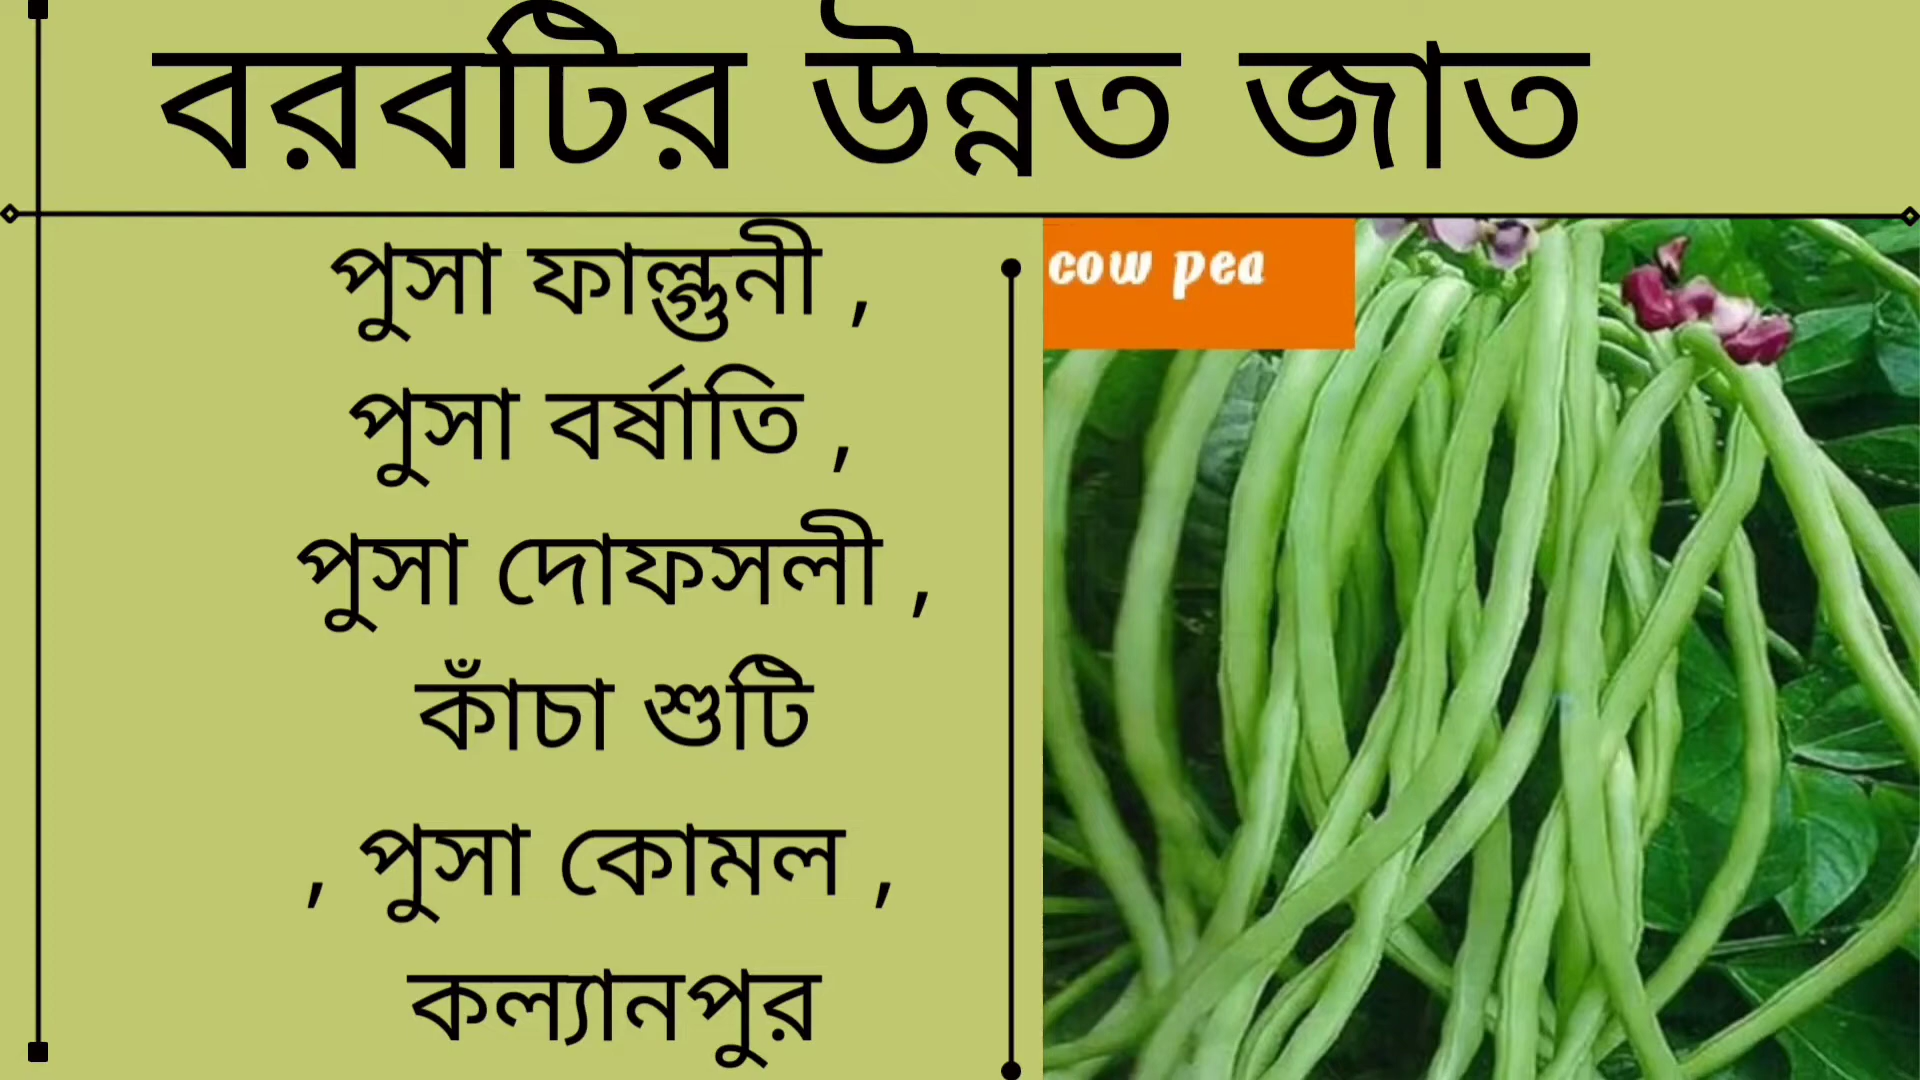 বরবটির উন্নত জাত
পুসা ফাল্গুনী ,
পুসা বর্ষাতি ,
পুসা দোফসলী ,
কাঁচা শুটি
, পুসা কোমল ,
কল্যানপুর
cow pea